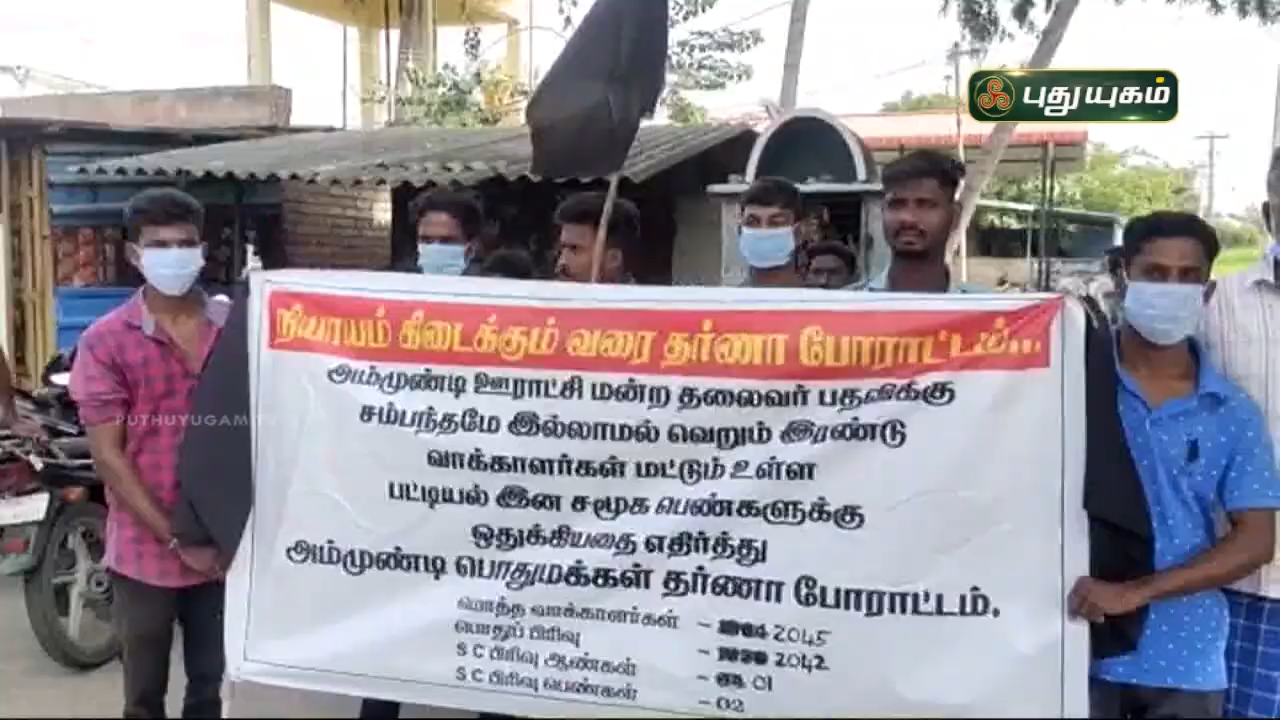 புதுயுகம்
நியாயம் கிடைக்கும் வரை தர்ணா போராட்டம்...
அம்முண்டி ஊராட்சி மன்ற தலைவர் பதவிக்கு
சம்பந்தமே இல்லாமல் வெறும் இரண்டு
வாக்காளர்கள் மட்டும் உள்ள
பட்டியல் இன சமூக பெண்களுக்கு
ஒதுக்கியதை எதிர்த்து
அம்முண்டி பொதுமக்கள் தர்ணா போராட்டம்.
மொத்த வாக்காளர்கள் - 2045
பொதுப் பிரிவு - 2042
SC பிரிவு ஆண்கள் - 01
SC பிரிவு பெண்கள் - 02
PUTHUYUGAM